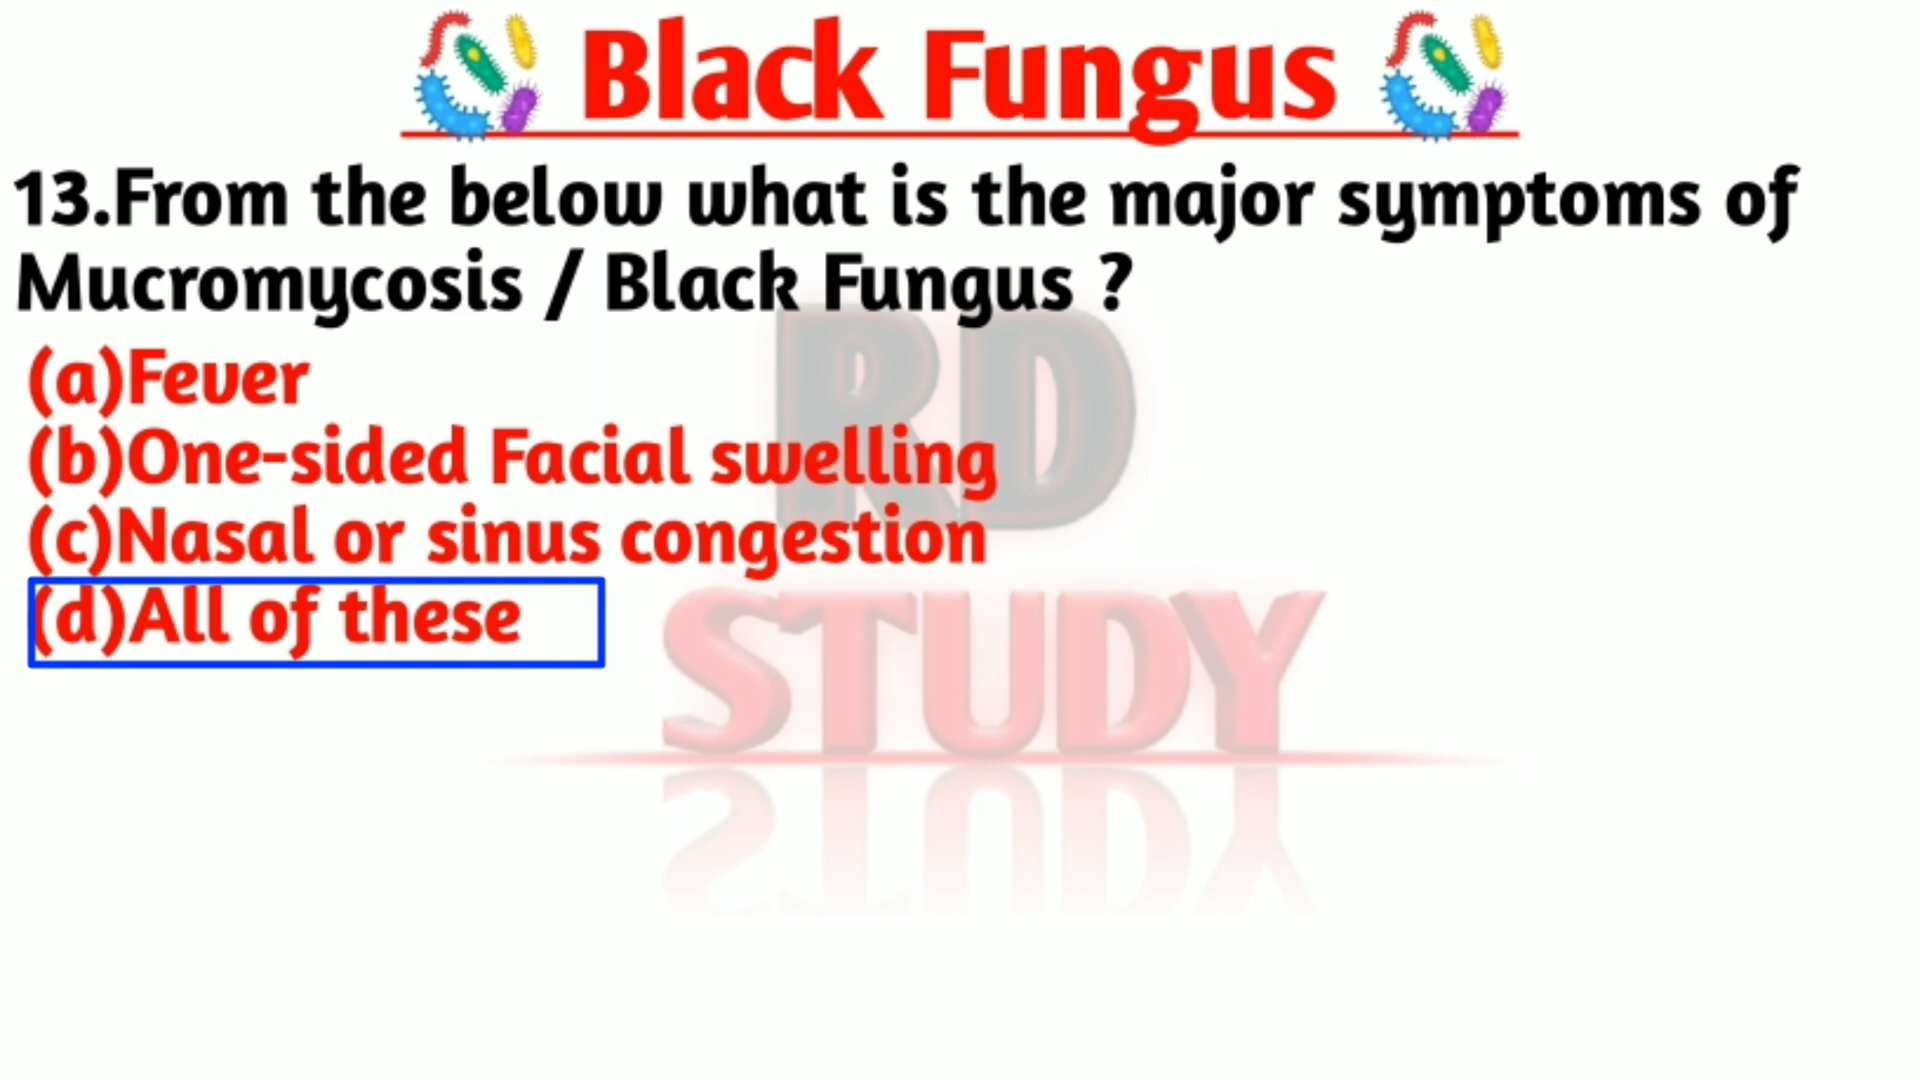 Black Fungus
13.From the below what is the major symptoms of
Mucromycosis / Black Fungus ?
(a)Fever
(b)One-sided Facial swelling
(c)Nasal or sinus congestion
(d)All of these
RD
STUDY